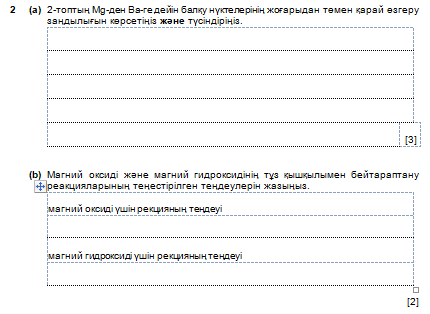 2 (a) 2-топтың Mg-ден Ba-ге дейін балқу нүктелерінің жоғарыдан төмен қарай өзгеру
заңдылығын көрсетіңіз және түсіндіріңіз.
[3]
(b) Магний оксиді және магний гидроксидінің тұз қышқылымен бейтараптану
реакцияларының теңестірілген теңдеулерін жазыңыз.
магний оксиді үшін рекцияның теңдеуі
магний гидроксиді үшін рекцияның теңдеуі
[2]